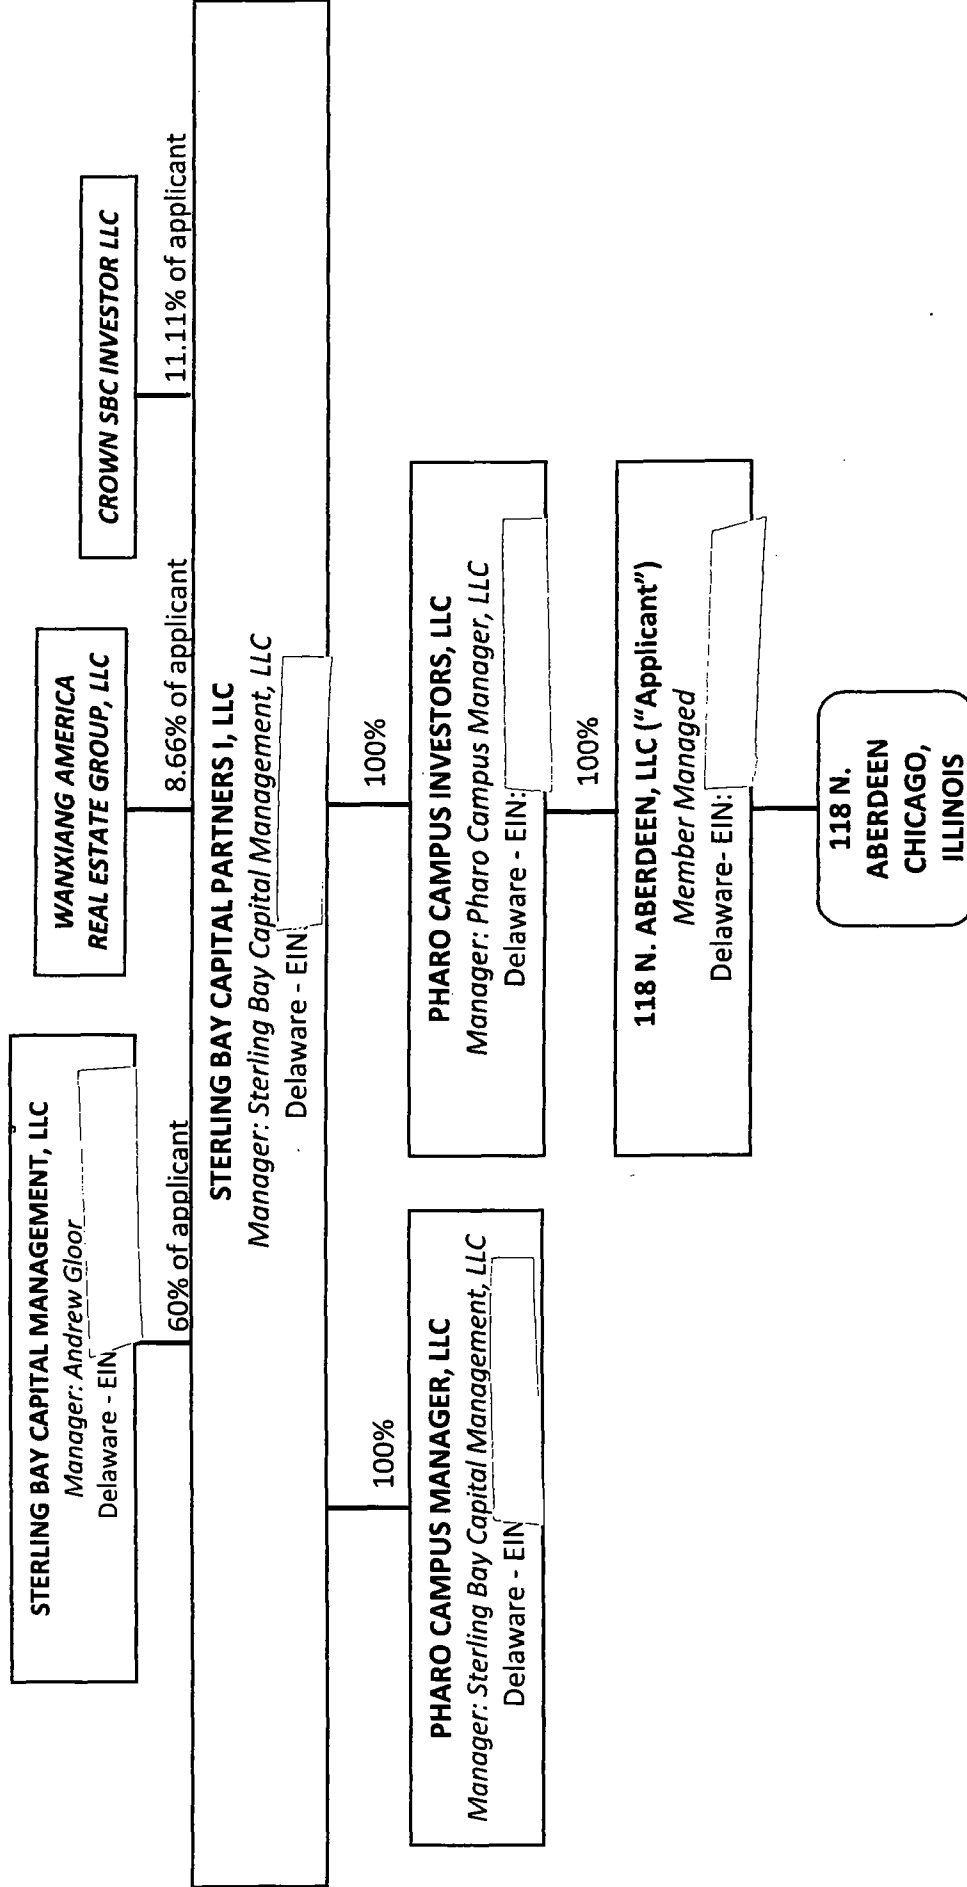 STERLING BAY CAPITAL MANAGEMENT, LLC
Manager: Andrew Gloor
Delaware - EIN
60% of applicant
WANXIANG AMERICA
REAL ESTATE GROUP, LLC
8.66% of applicant
CROWN SBC INVESTOR LLC
11.11% of applicant
STERLING BAY CAPITAL PARTNERS I, LLC
Manager: Sterling Bay Capital Management, LLC
Delaware - EIN:
100%
100%
PHARO CAMPUS MANAGER, LLC
Manager: Sterling Bay Capital Management, LLC
Delaware - EIN
PHARO CAMPUS INVESTORS, LLC
Manager: Pharo Campus Manager, LLC
Delaware - EIN:
100%
118 N. ABERDEEN, LLC (“Applicant”)
Member Managed
Delaware- EIN:
118 N.
ABERDEEN
CHICAGO,
ILLINOIS